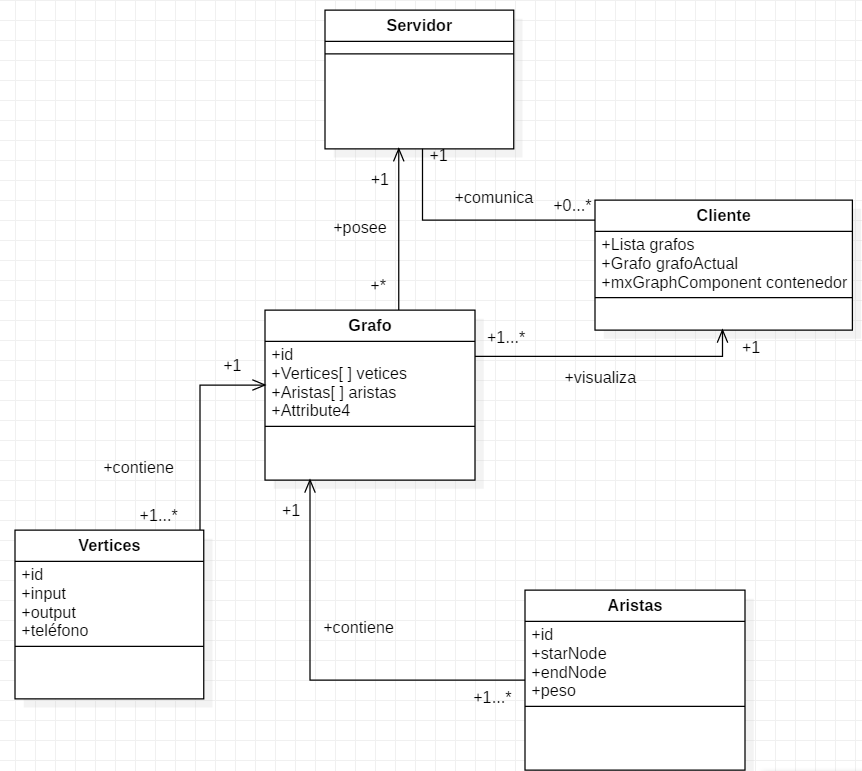 Servidor
+1
+1
+comunica
+0...*
+posee
+*
Cliente
+Lista grafos
+Grafo grafoActual
+mxGraphComponent contenedor
Grafo
+id
+Vertices[ ] vetices
+Aristas[ ] aristas
+Attribute4
+1...*
+1
+visualiza
+1
+contiene
+1...*
+1
+contiene
+1...*
Vertices
+id
+input
+output
+teléfono
Aristas
+id
+starNode
+endNode
+peso